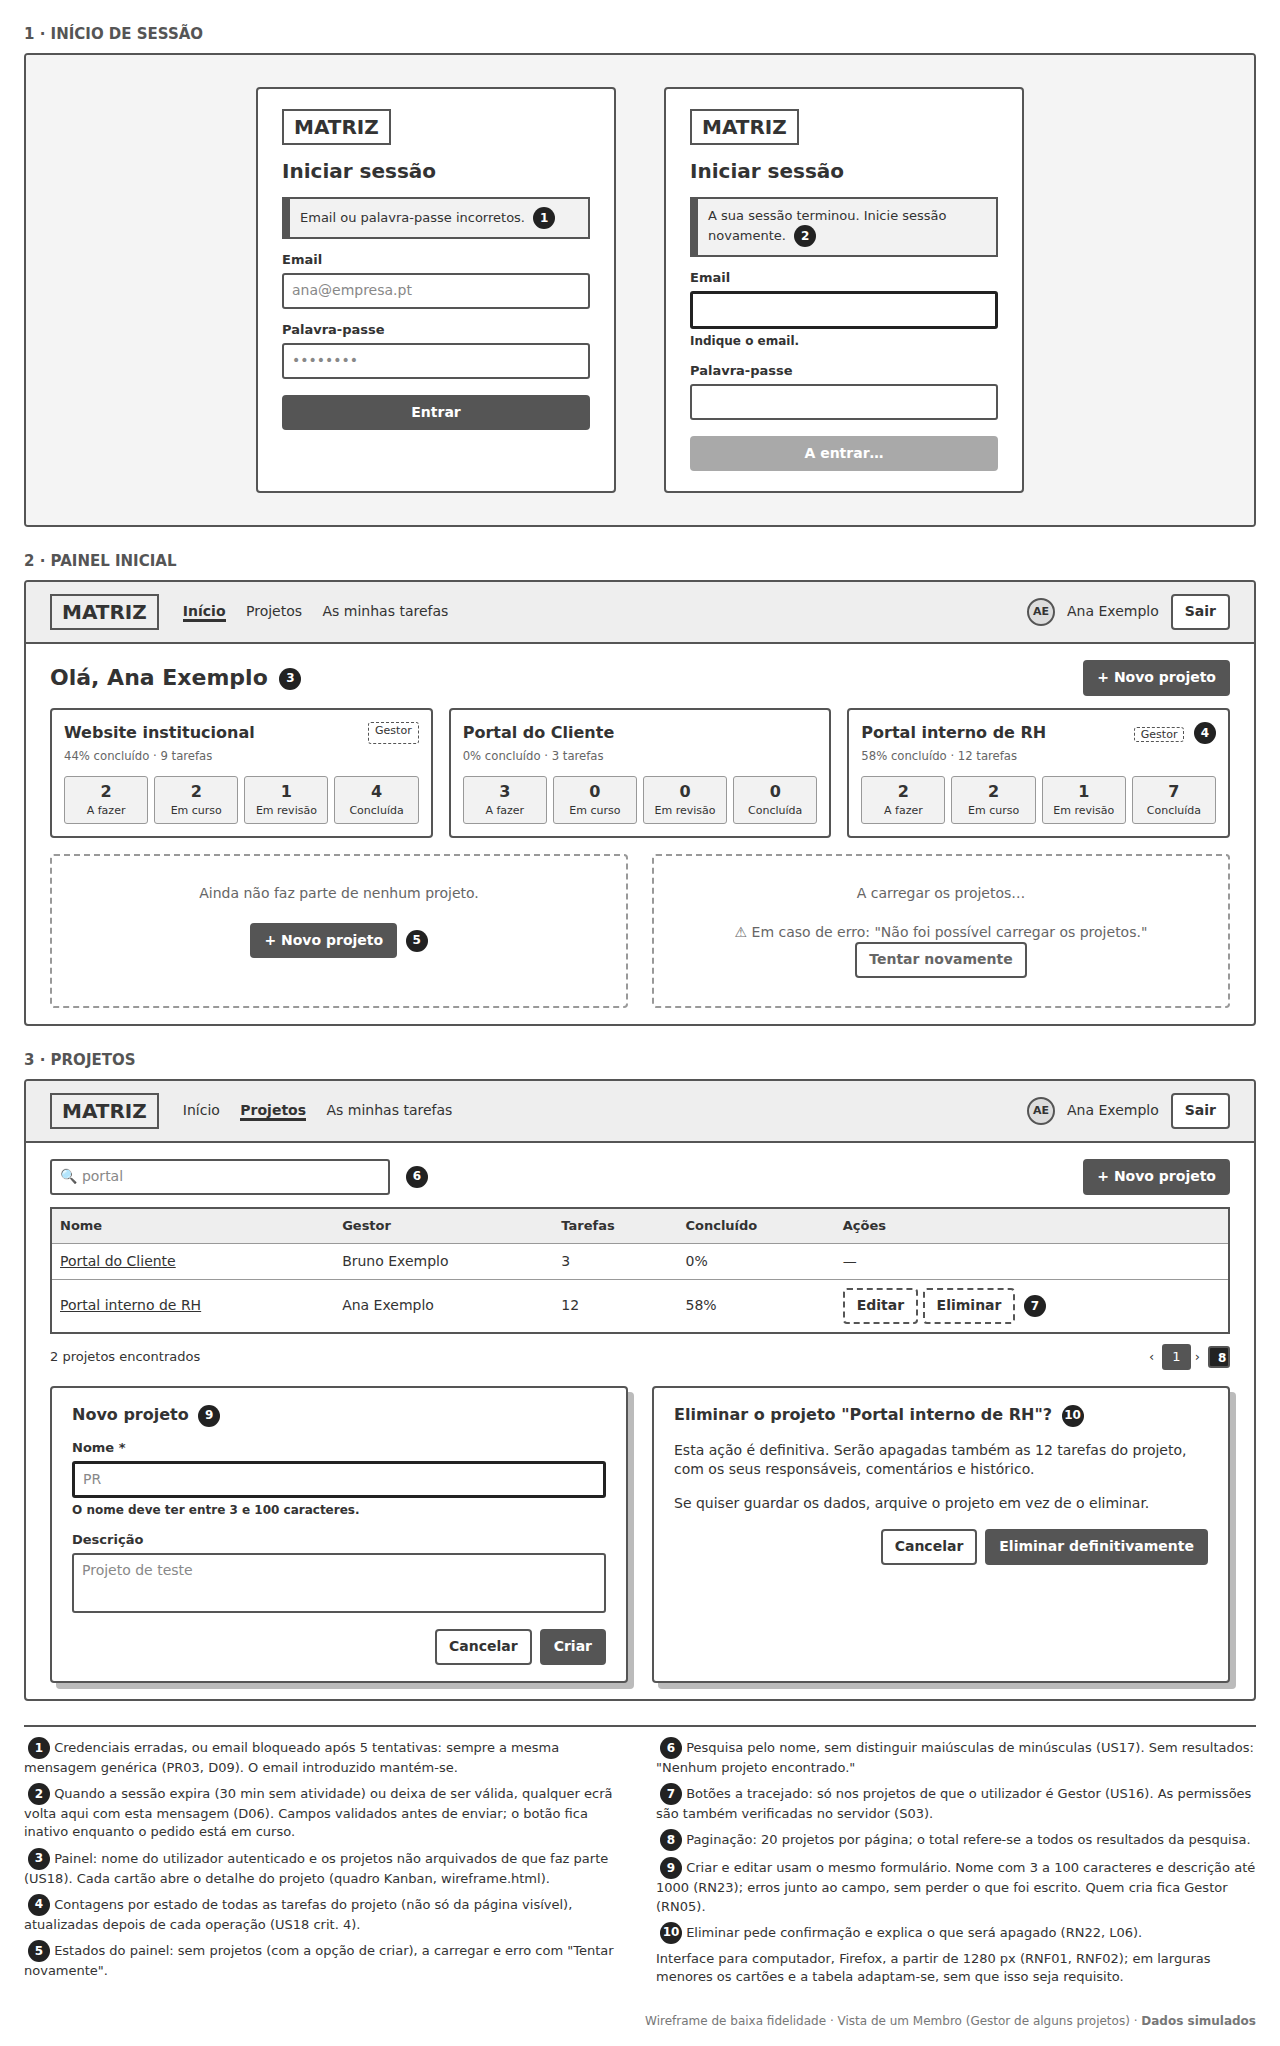 1 · INÍCIO DE SESSÃO
MATRIZ
Iniciar sessão
Email ou palavra-passe incorretos. 1
Email
ana@empresa.pt
Palavra-passe
••••••••
Entrar
MATRIZ
Iniciar sessão
A sua sessão terminou. Inicie sessão
novamente. 2
Email
Indique o email.
Palavra-passe
A entrar…
2 · PAINEL INICIAL
MATRIZ Início Projetos As minhas tarefas AE Ana Exemplo Sair
Olá, Ana Exemplo 3 + Novo projeto
Website institucional Gestor
44% concluído · 9 tarefas
2 2 1 4
A fazer Em curso Em revisão Concluída
Portal do Cliente
0% concluído · 3 tarefas
3 0 0 0
A fazer Em curso Em revisão Concluída
Portal interno de RH Gestor 4
58% concluído · 12 tarefas
2 2 1 7
A fazer Em curso Em revisão Concluída
Ainda não faz parte de nenhum projeto.
+ Novo projeto 5
A carregar os projetos…
⚠ Em caso de erro: "Não foi possível carregar os projetos."
Tentar novamente
3 · PROJETOS
MATRIZ Início Projetos As minhas tarefas AE Ana Exemplo Sair
🔍 portal 6 + Novo projeto
Nome Gestor Tarefas Concluído Ações
Portal do Cliente Bruno Exemplo 3 0% —
Portal interno de RH Ana Exemplo 12 58% Editar Eliminar 7
2 projetos encontrados ‹ 1 › 8
Novo projeto 9
Nome *
PR
O nome deve ter entre 3 e 100 caracteres.
Descrição
Projeto de teste
Cancelar Criar
Eliminar o projeto "Portal interno de RH"? 10
Esta ação é definitiva. Serão apagadas também as 12 tarefas do projeto,
com os seus responsáveis, comentários e histórico.
Se quiser guardar os dados, arquive o projeto em vez de o eliminar.
Cancelar Eliminar definitivamente
1 Credenciais erradas, ou email bloqueado após 5 tentativas: sempre a mesma
mensagem genérica (PR03, D09). O email introduzido mantém-se.
2 Quando a sessão expira (30 min sem atividade) ou deixa de ser válida, qualquer ecrã
volta aqui com esta mensagem (D06). Campos validados antes de enviar; o botão fica
inativo enquanto o pedido está em curso.
3 Painel: nome do utilizador autenticado e os projetos não arquivados de que faz parte
(US18). Cada cartão abre o detalhe do projeto (quadro Kanban, wireframe.html).
4 Contagens por estado de todas as tarefas do projeto (não só da página visível),
atualizadas depois de cada operação (US18 crit. 4).
5 Estados do painel: sem projetos (com a opção de criar), a carregar e erro com "Tentar
novamente".
6 Pesquisa pelo nome, sem distinguir maiúsculas de minúsculas (US17). Sem resultados:
"Nenhum projeto encontrado."
7 Botões a tracejado: só nos projetos de que o utilizador é Gestor (US16). As permissões
são também verificadas no servidor (S03).
8 Paginação: 20 projetos por página; o total refere-se a todos os resultados da pesquisa.
9 Criar e editar usam o mesmo formulário. Nome com 3 a 100 caracteres e descrição até
1000 (RN23); erros junto ao campo, sem perder o que foi escrito. Quem cria fica Gestor
(RN05).
10 Eliminar pede confirmação e explica o que será apagado (RN22, L06).
Interface para computador, Firefox, a partir de 1280 px (RNF01, RNF02); em larguras
menores os cartões e a tabela adaptam-se, sem que isso seja requisito.
Wireframe de baixa fidelidade · Vista de um Membro (Gestor de alguns projetos) · Dados simulados